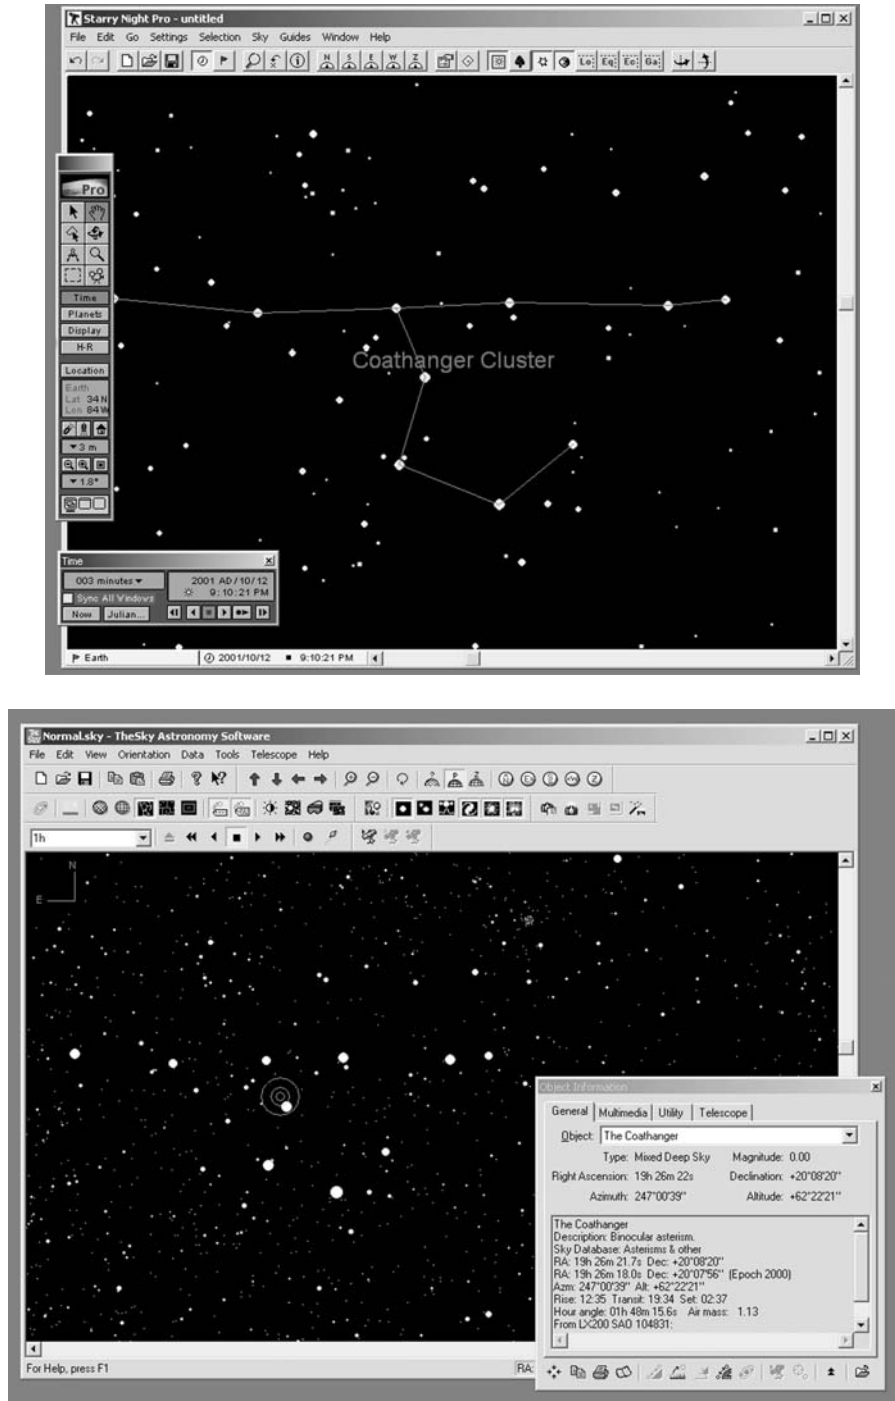 Starry Night Pro - untitled
File Edit Go Settings Selection Sky Guides Window Help
N S E W Z Lo Eq Ec Ga
Pro
Time
Planets
Display
H-R
Location
Earth
Lat 34 N
Lon 84 W
3 m
1.8°
Coathanger Cluster
Time
003 minutes
2001 AD/10/12
Sync All Windows
9:10:21 PM
Now Julian...
Earth 2001/10/12 9:10:21 PM
Normal.sky - TheSky Astronomy Software
File Edit View Orientation Data Tools Telescope Help
1h
N
E
Object Information
General Multimedia Utility Telescope
Object: The Coathanger
Type: Mixed Deep Sky Magnitude: 0.00
Right Ascension: 19h 26m 22s Declination: +20°08'20"
Azimuth: 247°00'39" Altitude: +62°22'21"
The Coathanger
Description: Binocular asterism.
Sky Database: Asterisms & other
RA: 19h 26m 21.7s Dec: +20°08'20"
RA: 19h 26m 18.0s Dec: +20°07'56" (Epoch 2000)
Azm: 247°00'39" Alt: +62°22'21"
Rise: 12:35 Transit: 19:34 Set: 02:37
Hour angle: 01h 48m 15.6s Air mass: 1.13
From LX200 SAO 104831:
For Help, press F1
RA: